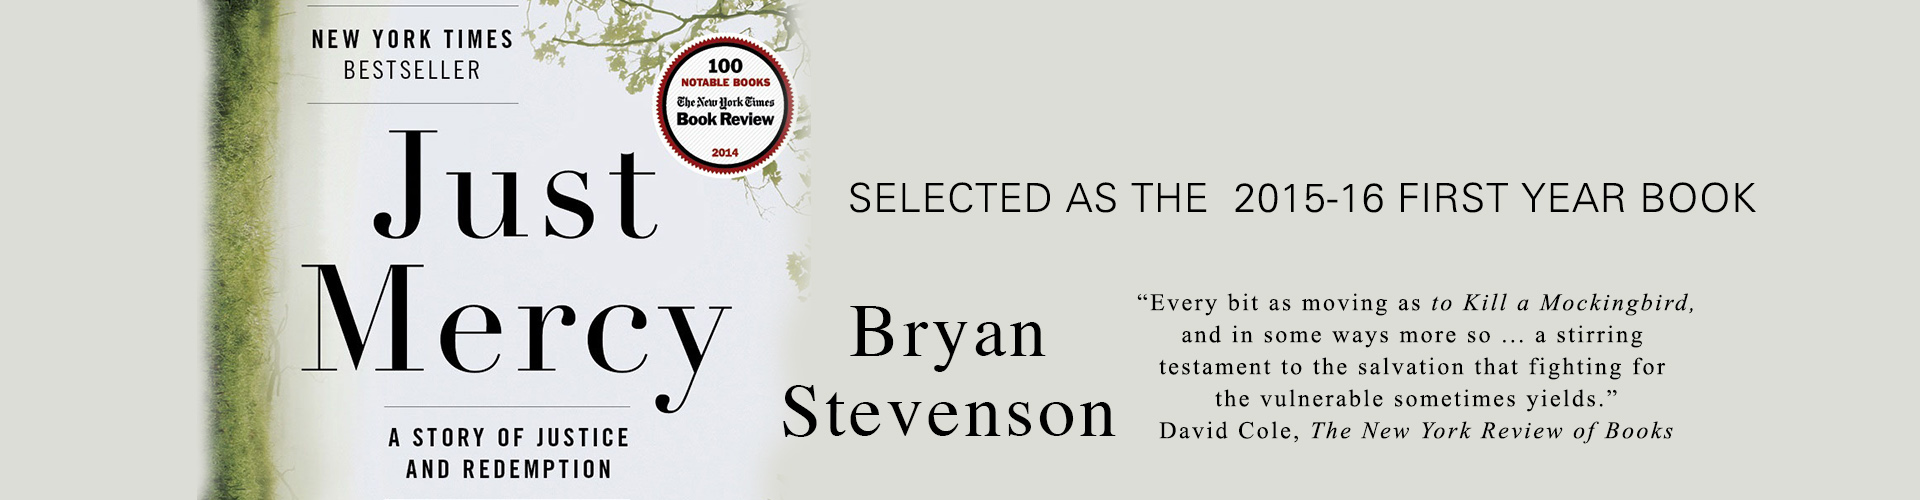 NEW YORK TIMES
BESTSELLER
100
NOTABLE BOOKS
The New York Times
Book Review
2014
Just
Mercy
A STORY OF JUSTICE
AND REDEMPTION
SELECTED AS THE 2015-16 FIRST YEAR BOOK
Bryan
Stevenson
“Every bit as moving as to Kill a Mockingbird,
and in some ways more so ... a stirring
testament to the salvation that fighting for
the vulnerable sometimes yields.”
David Cole, The New York Review of Books